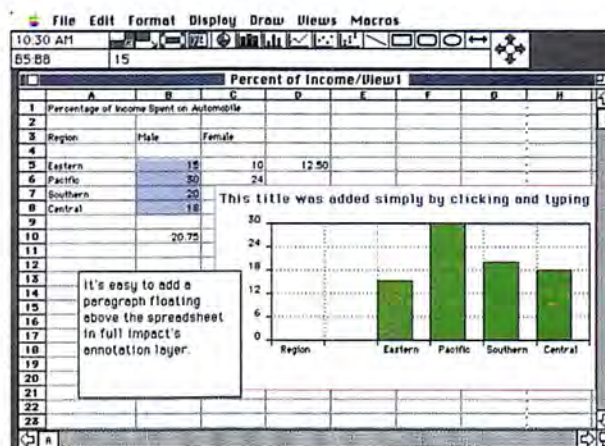 File Edit Format Display Draw Views Macros
10:30 AM
B5:B8 15
Percent of Income/View1
A B C D E F G H
1 Percentage of Income Spent on Automobile
2
3 Region Male Female
4
5 Eastern 15 10 12.50
6 Pacific 30 24
7 Southern 20
8 Central 18
9
10 20.75
11
12
13
14
15
16
17
18
19
20
21
22
23
This title was added simply by clicking and typing
30
24
18
12
6
0
Region Eastern Pacific Southern Central
It's easy to add a
paragraph floating
above the spreadsheet
in full impact's
annotation layer.
A